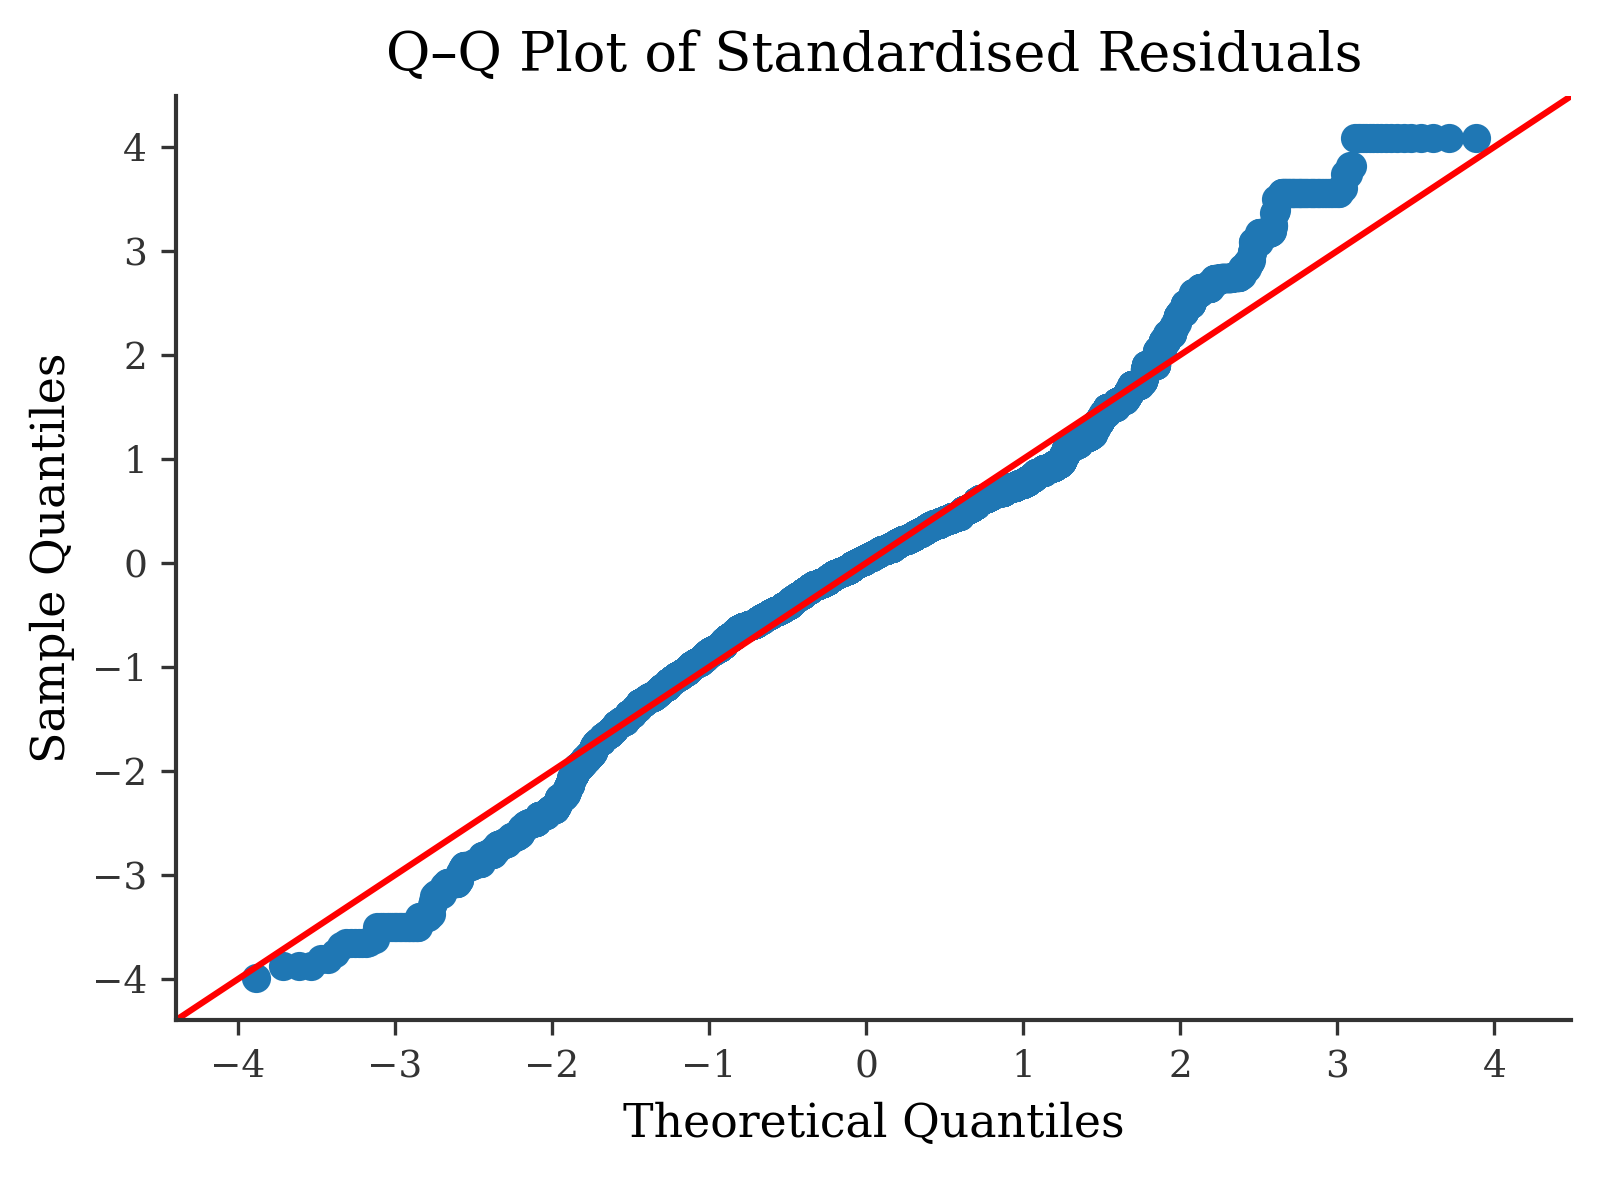 Q–Q Plot of Standardised Residuals
4
3
2
1
0
−1
−2
−3
−4
Sample Quantiles
−4 −3 −2 −1 0 1 2 3 4
Theoretical Quantiles